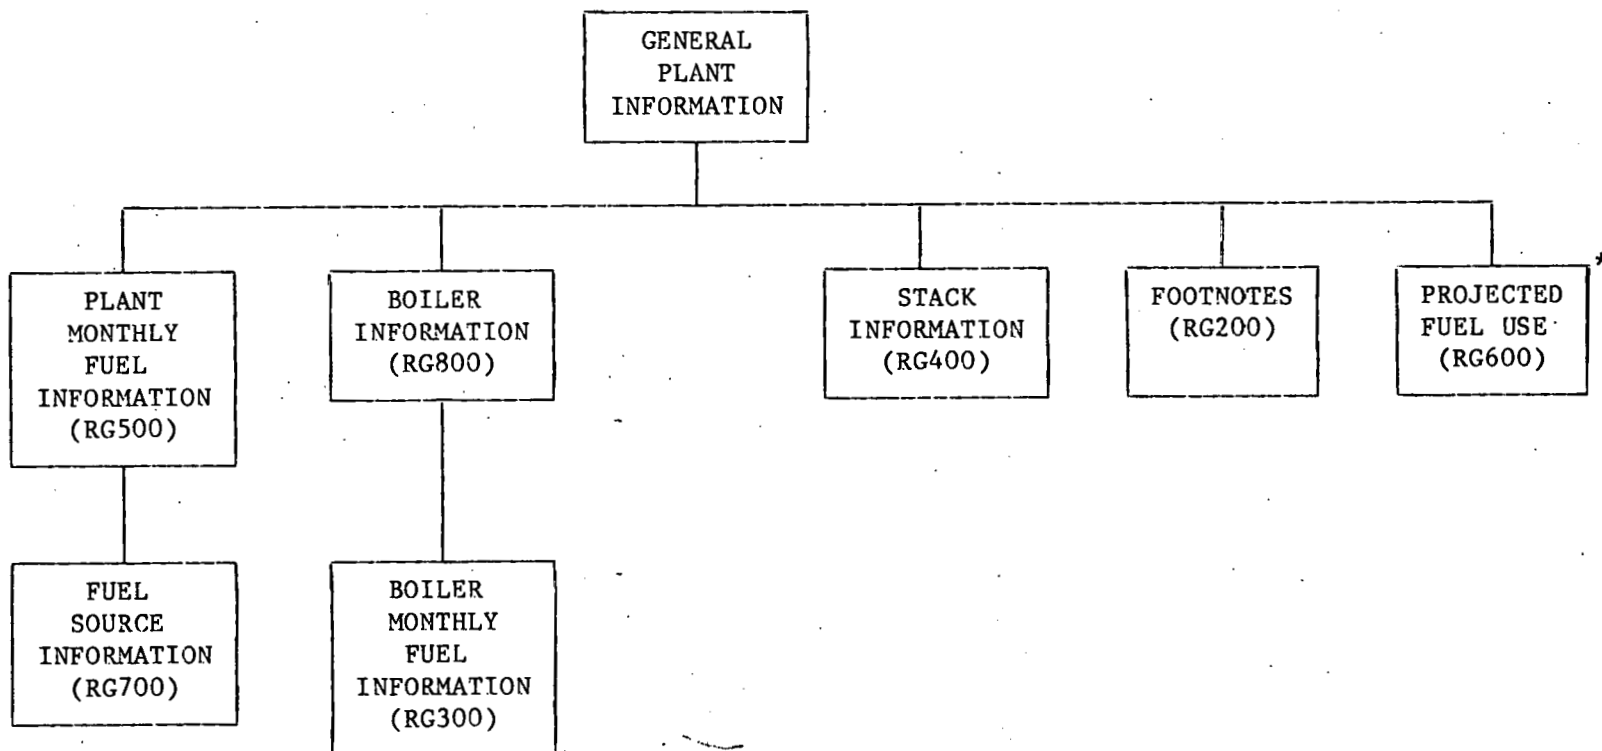 GENERAL
PLANT
INFORMATION
PLANT
MONTHLY
FUEL
INFORMATION
(RG500)
BOILER
INFORMATION
(RG800)
STACK
INFORMATION
(RG400)
FOOTNOTES
(RG200)
*
PROJECTED
FUEL USE
(RG600)
FUEL
SOURCE
INFORMATION
(RG700)
BOILER
MONTHLY
FUEL
INFORMATION
(RG300)